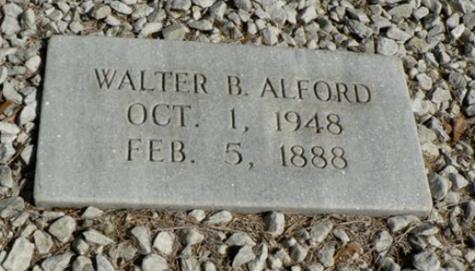 WALTER B. ALFORD
OCT. 1, 1948
FEB. 5, 1888